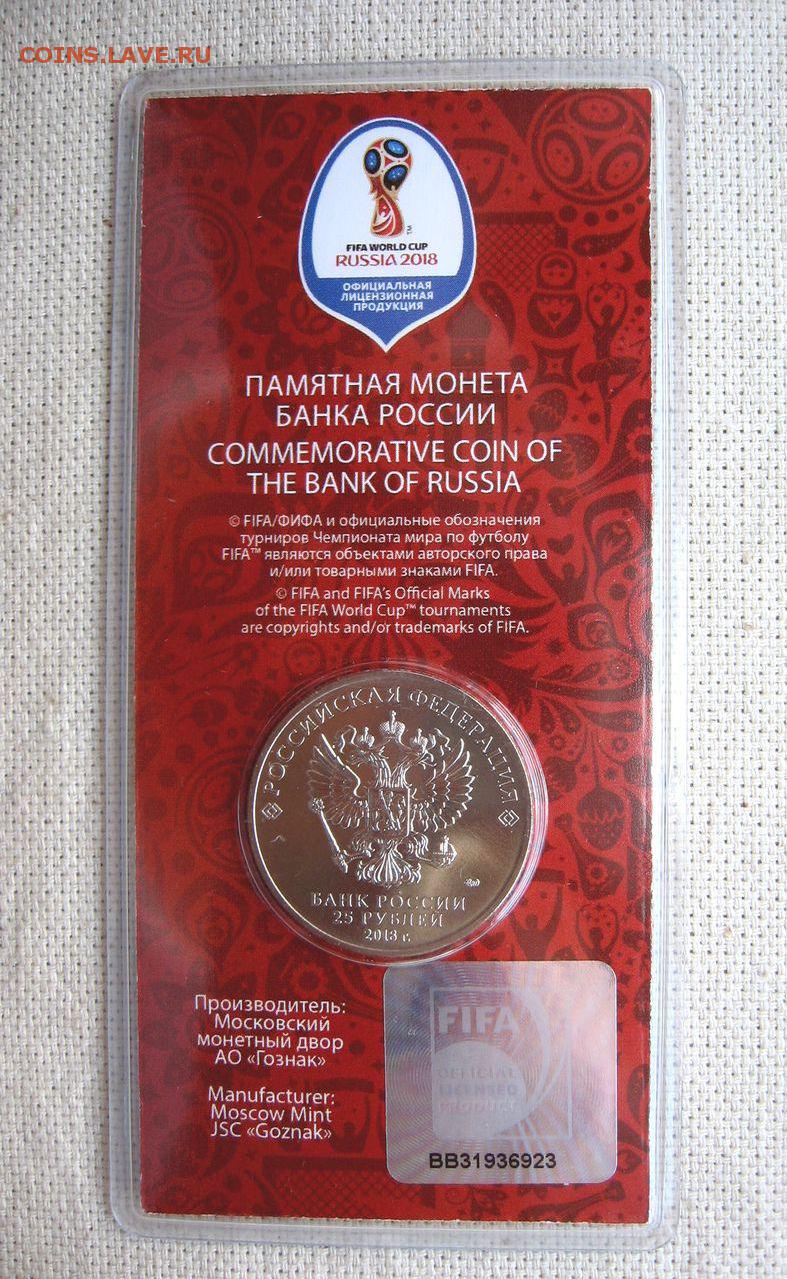 COINS.LAVE.RU
FIFA WORLD CUP
RUSSIA 2018
ОФИЦИАЛЬНАЯ
ЛИЦЕНЗИОННАЯ
ПРОДУКЦИЯ
ПАМЯТНАЯ МОНЕТА
БАНКА РОССИИ
COMMEMORATIVE COIN OF
THE BANK OF RUSSIA
© FIFA/ФИФА и официальные обозначения
турниров Чемпионата мира по футболу
FIFA™ являются объектами авторского права
и/или товарными знаками FIFA.
© FIFA and FIFA's Official Marks
of the FIFA World Cup™ tournaments
are copyrights and/or trademarks of FIFA.
РОССИЙСКАЯ ФЕДЕРАЦИЯ
БАНК РОССИИ
25 РУБЛЕЙ
2018 г.
Производитель:
Московский
монетный двор
АО «Гознак»
Manufacturer:
Moscow Mint
JSC «Goznak»
FIFA
OFFICIAL
LICENSED
PRODUCT
BB31936923